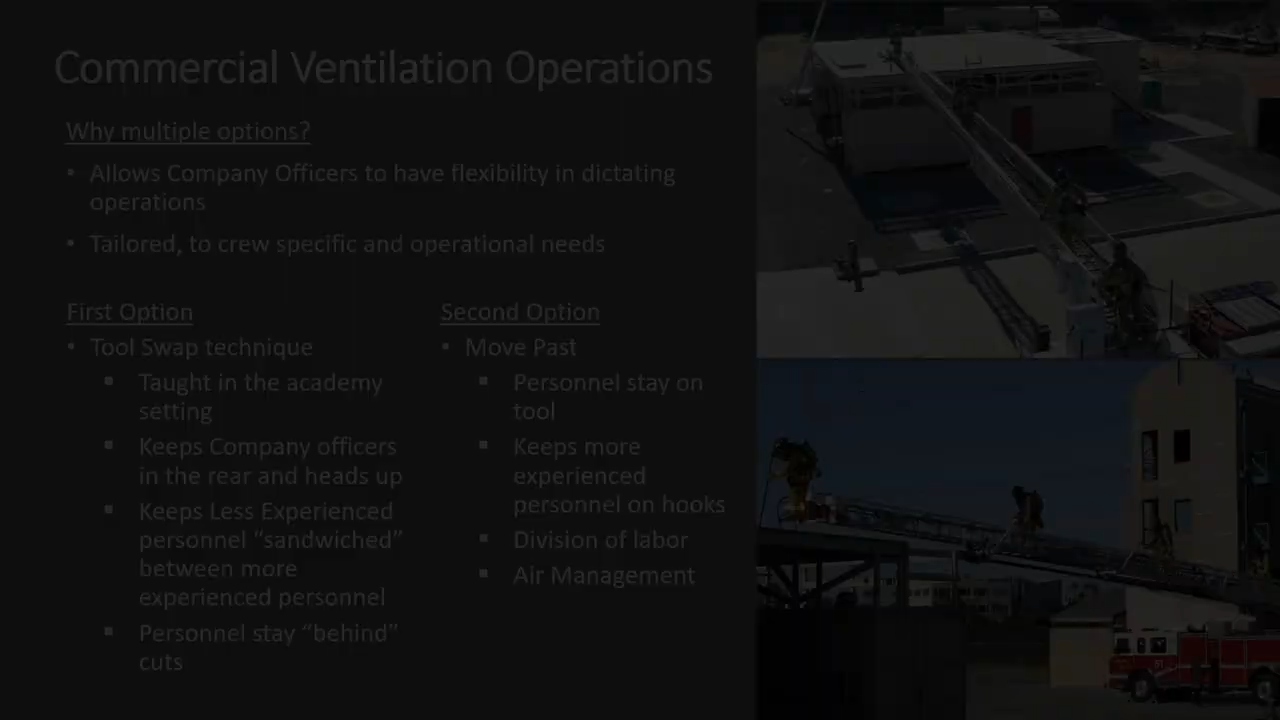 Commercial Ventilation Operations
Why multiple options?
• Allows Company Officers to have flexibility in dictating
operations
• Tailored, to crew specific and operational needs
First Option
• Tool Swap technique
▪ Taught in the academy
setting
▪ Keeps Company officers
in the rear and heads up
▪ Keeps Less Experienced
personnel “sandwiched”
between more
experienced personnel
▪ Personnel stay “behind”
cuts
Second Option
• Move Past
▪ Personnel stay on
tool
▪ Keeps more
experienced
personnel on hooks
▪ Division of labor
▪ Air Management